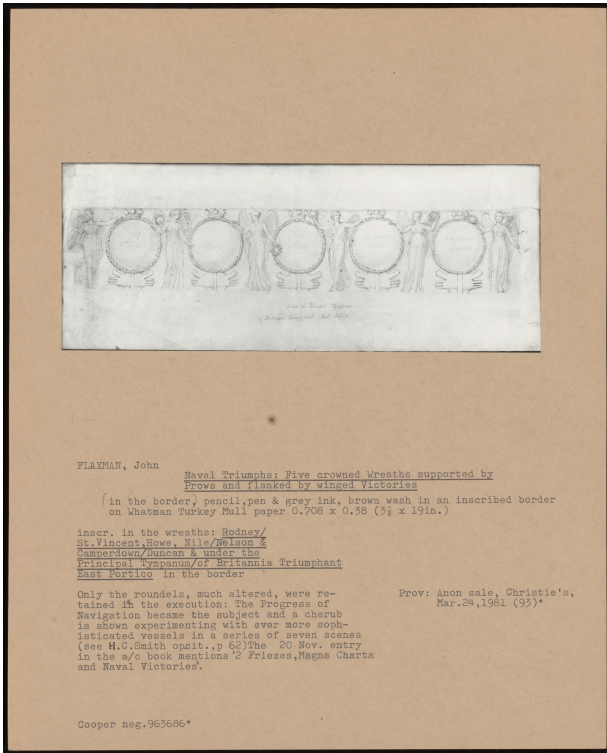 FLAXMAN, John
Naval Triumphs: Five crowned Wreaths supported by
Prows and flanked by winged Victories
(in the border) pencil,pen & grey ink, brown wash in an inscribed border
on Whatman Turkey Mull paper 0.708 x 0.38 (3⅛ x 19in.)
inscr. in the wreaths: Rodney/
St.Vincent,Howe, Nile/Nelson &
Camperdown/Duncan & under the
Principal Tympanum/of Britannia Triumphant
East Portico in the border
Only the roundels, much altered, were re-
tained in the execution: The Progress of
Navigation became the subject and a cherub
is shown experimenting with ever more soph-
isticated vessels in a series of seven scenes
(see H.C.Smith op.cit.,p 62)The 20 Nov. entry
in the a/c book mentions '2 Friezes,Magna Charta
and Naval Victories'.
Prov: Anon sale, Christie's,
Mar.24,1981 (93)*
Cooper neg.963686*